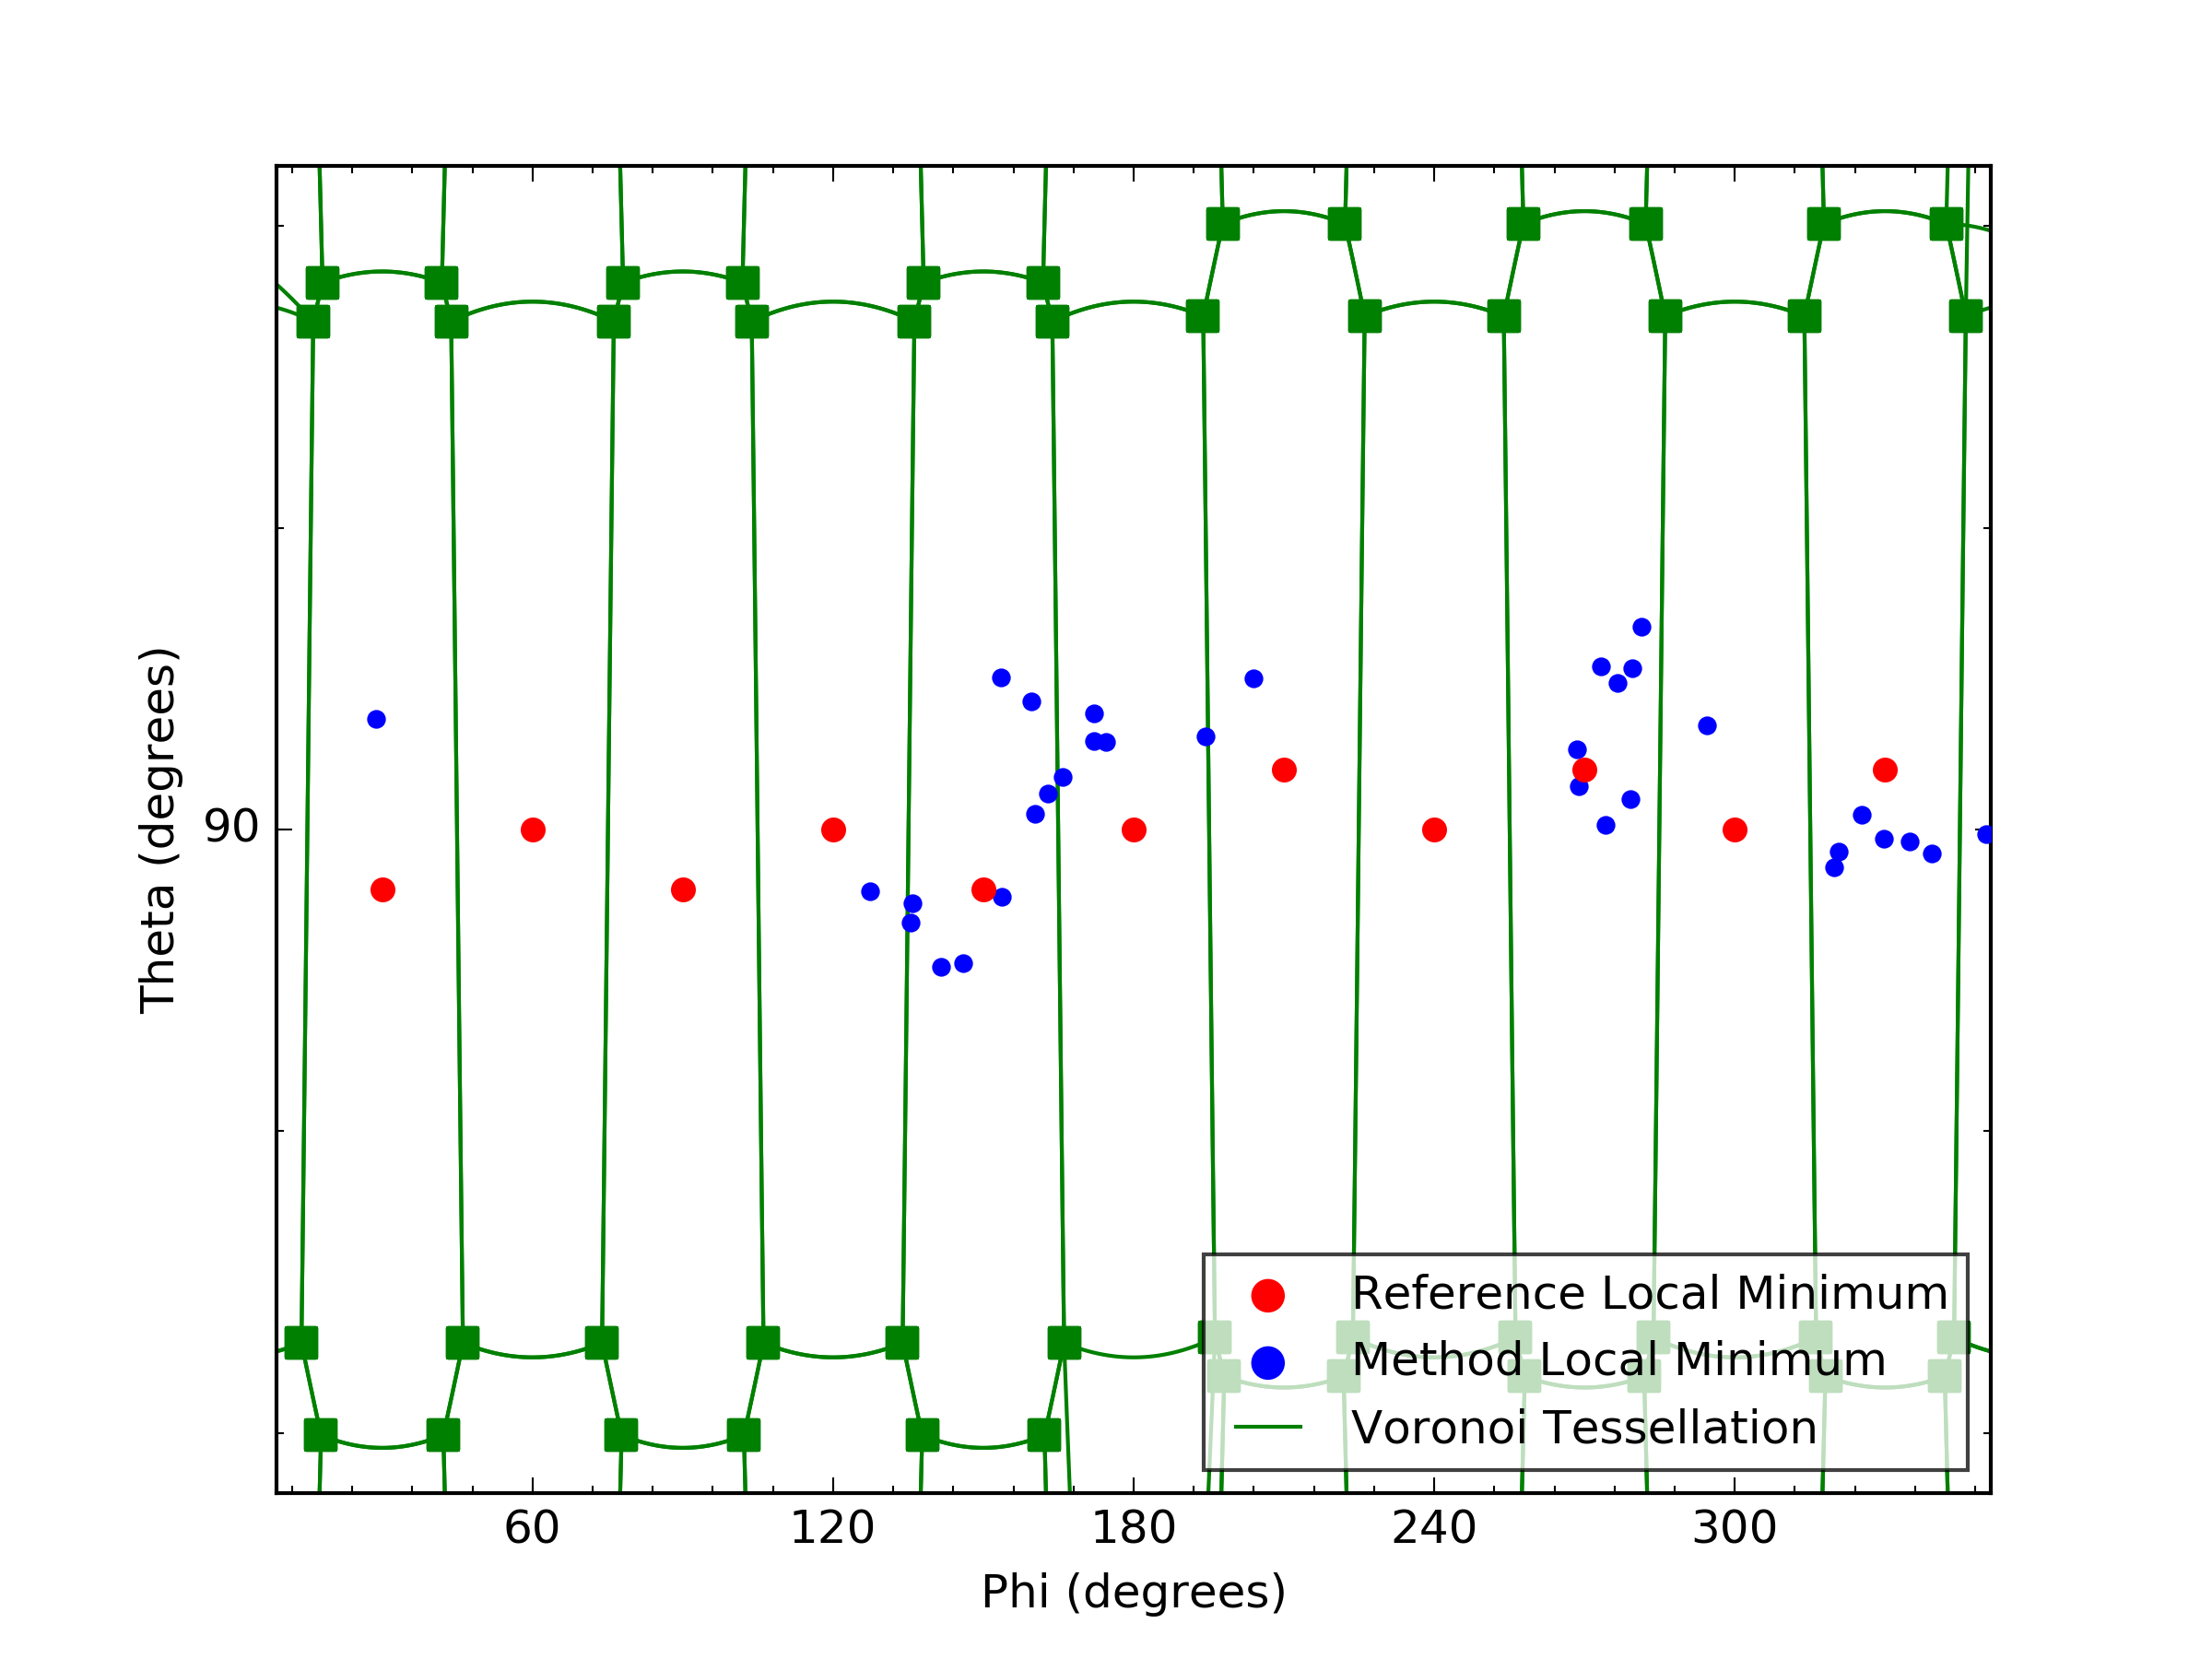 Theta (degrees)
90
Reference Local Minimum
Method Local Minimum
Voronoi Tessellation
60 120 180 240 300
Phi (degrees)